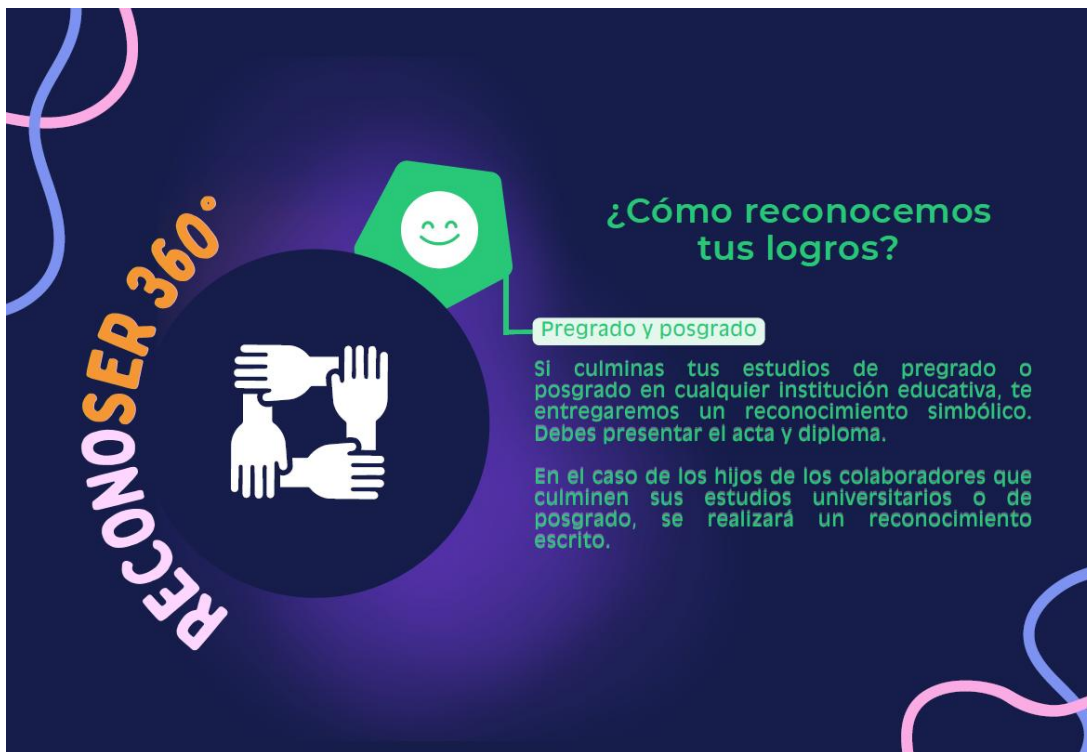 RECONOSER 360°
¿Cómo reconocemos
tus logros?
Pregrado y posgrado
Si culminas tus estudios de pregrado o
posgrado en cualquier institución educativa, te
entregaremos un reconocimiento simbólico.
Debes presentar el acta y diploma.
En el caso de los hijos de los colaboradores que
culminen sus estudios universitarios o de
posgrado, se realizará un reconocimiento
escrito.